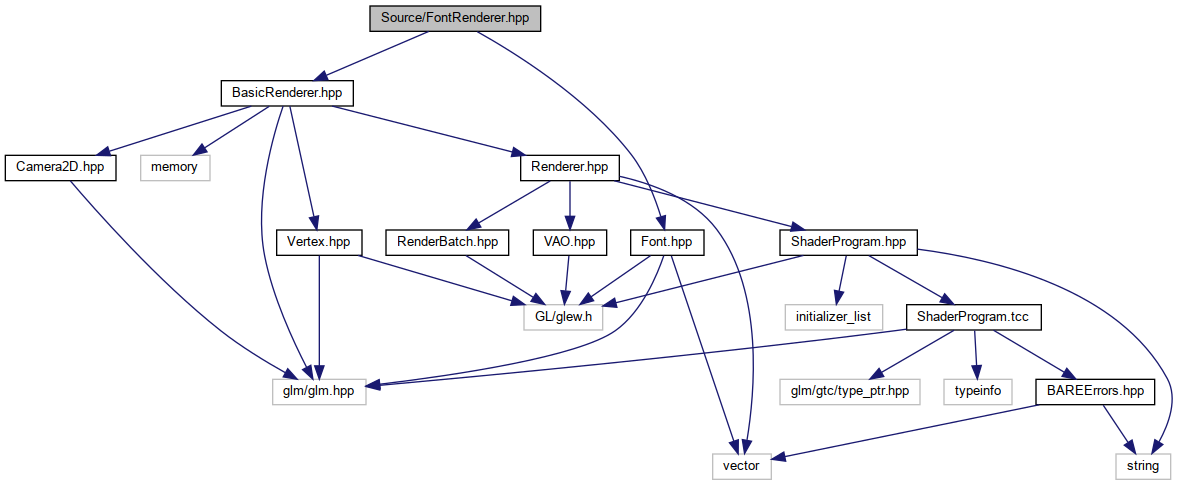 Source/FontRenderer.hpp
BasicRenderer.hpp
Camera2D.hpp
memory
Renderer.hpp
Vertex.hpp
RenderBatch.hpp
VAO.hpp
Font.hpp
ShaderProgram.hpp
GL/glew.h
initializer_list
ShaderProgram.tcc
glm/glm.hpp
glm/gtc/type_ptr.hpp
typeinfo
BAREErrors.hpp
vector
string